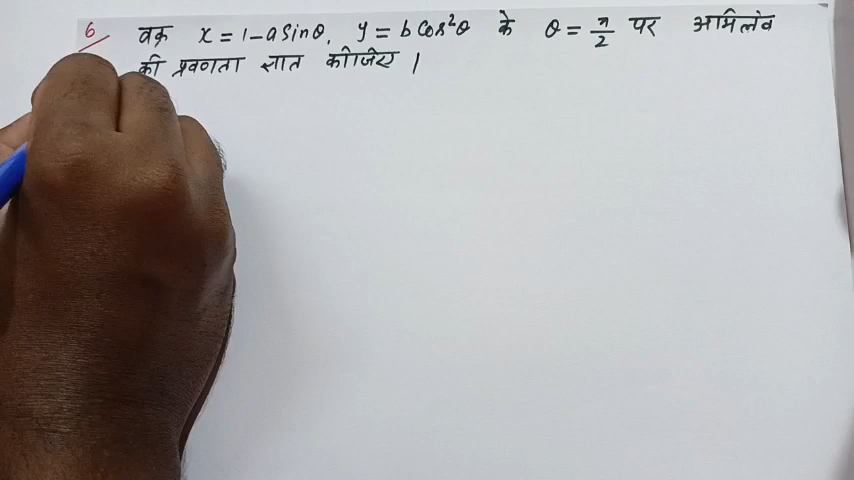 6 वक्र x = 1 - a sinθ, y = b cos²θ के θ = π/2 पर अभिलंब
की प्रवणता ज्ञात कीजिए |